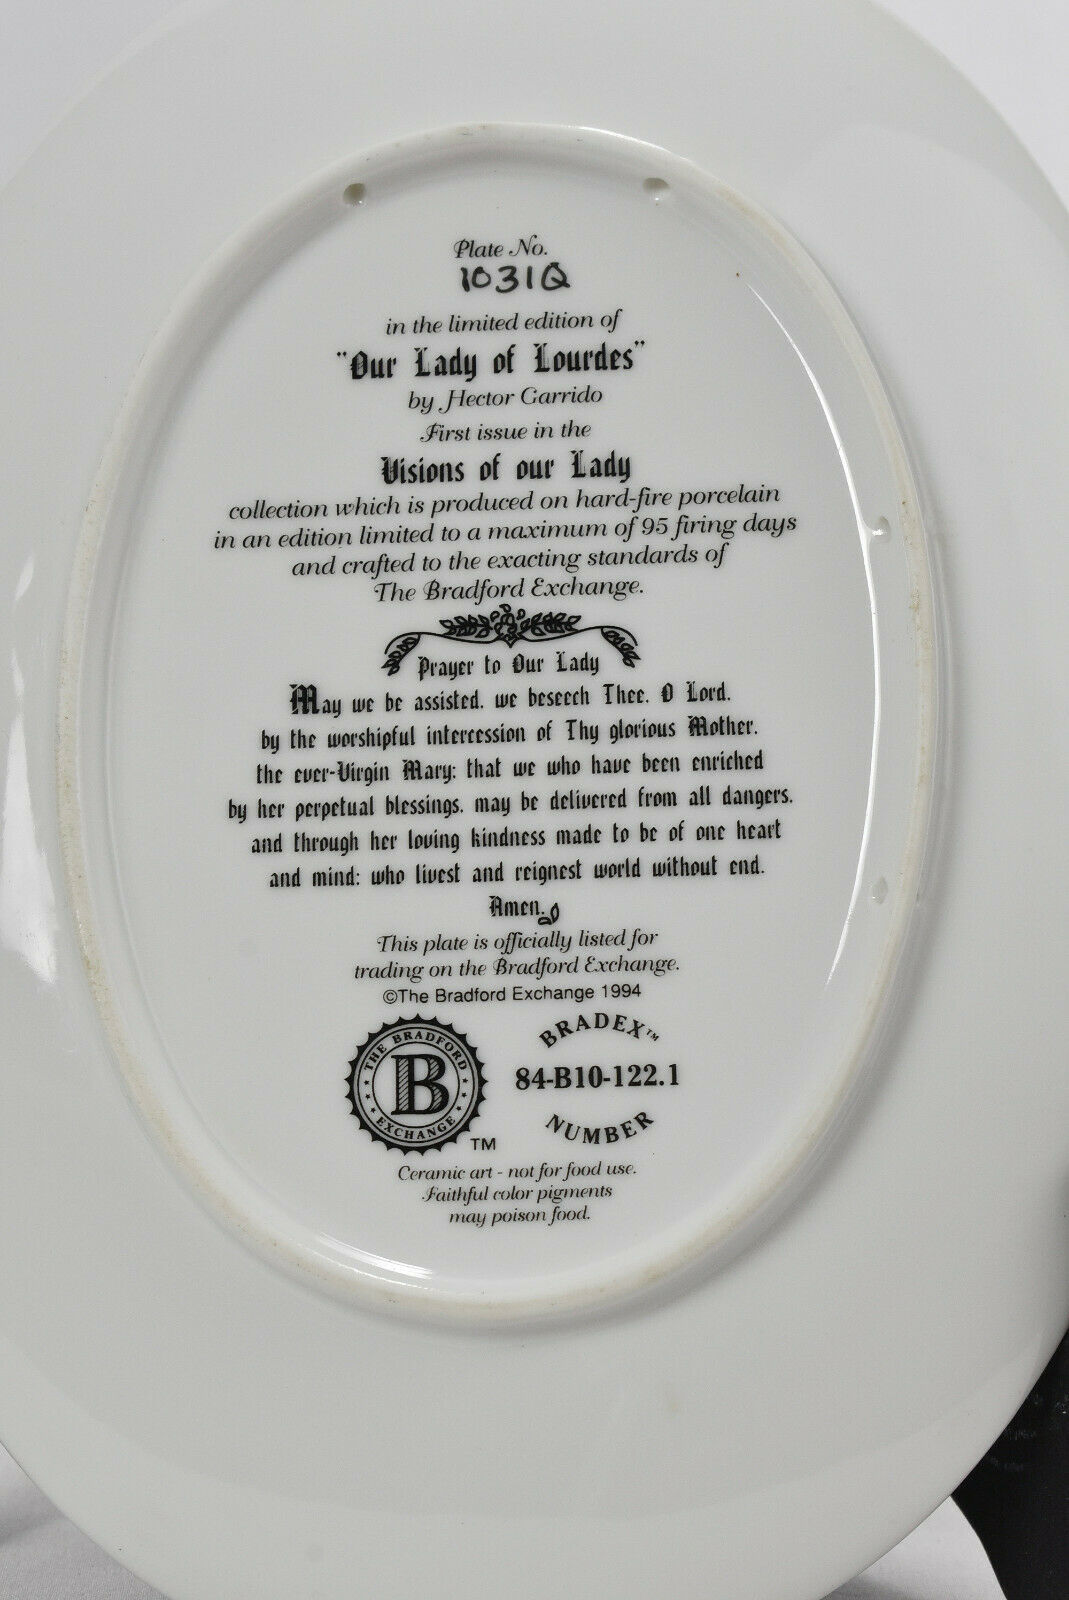 Plate No.
1031Q
in the limited edition of
"Our Lady of Lourdes"
by Hector Garrido
First issue in the
Visions of our Lady
collection which is produced on hard-fire porcelain
in an edition limited to a maximum of 95 firing days
and crafted to the exacting standards of
The Bradford Exchange.
Prayer to Our Lady
May we be assisted, we beseech Thee, O Lord,
by the worshipful intercession of Thy glorious Mother,
the ever-Virgin Mary; that we who have been enriched
by her perpetual blessings, may be delivered from all dangers,
and through her loving kindness made to be of one heart
and mind: who livest and reignest world without end.
Amen.
This plate is officially listed for
trading on the Bradford Exchange.
©The Bradford Exchange 1994
THE BRADFORD
B
EXCHANGE
TM
BRADEX™
84-B10-122.1
NUMBER
Ceramic art - not for food use.
Faithful color pigments
may poison food.